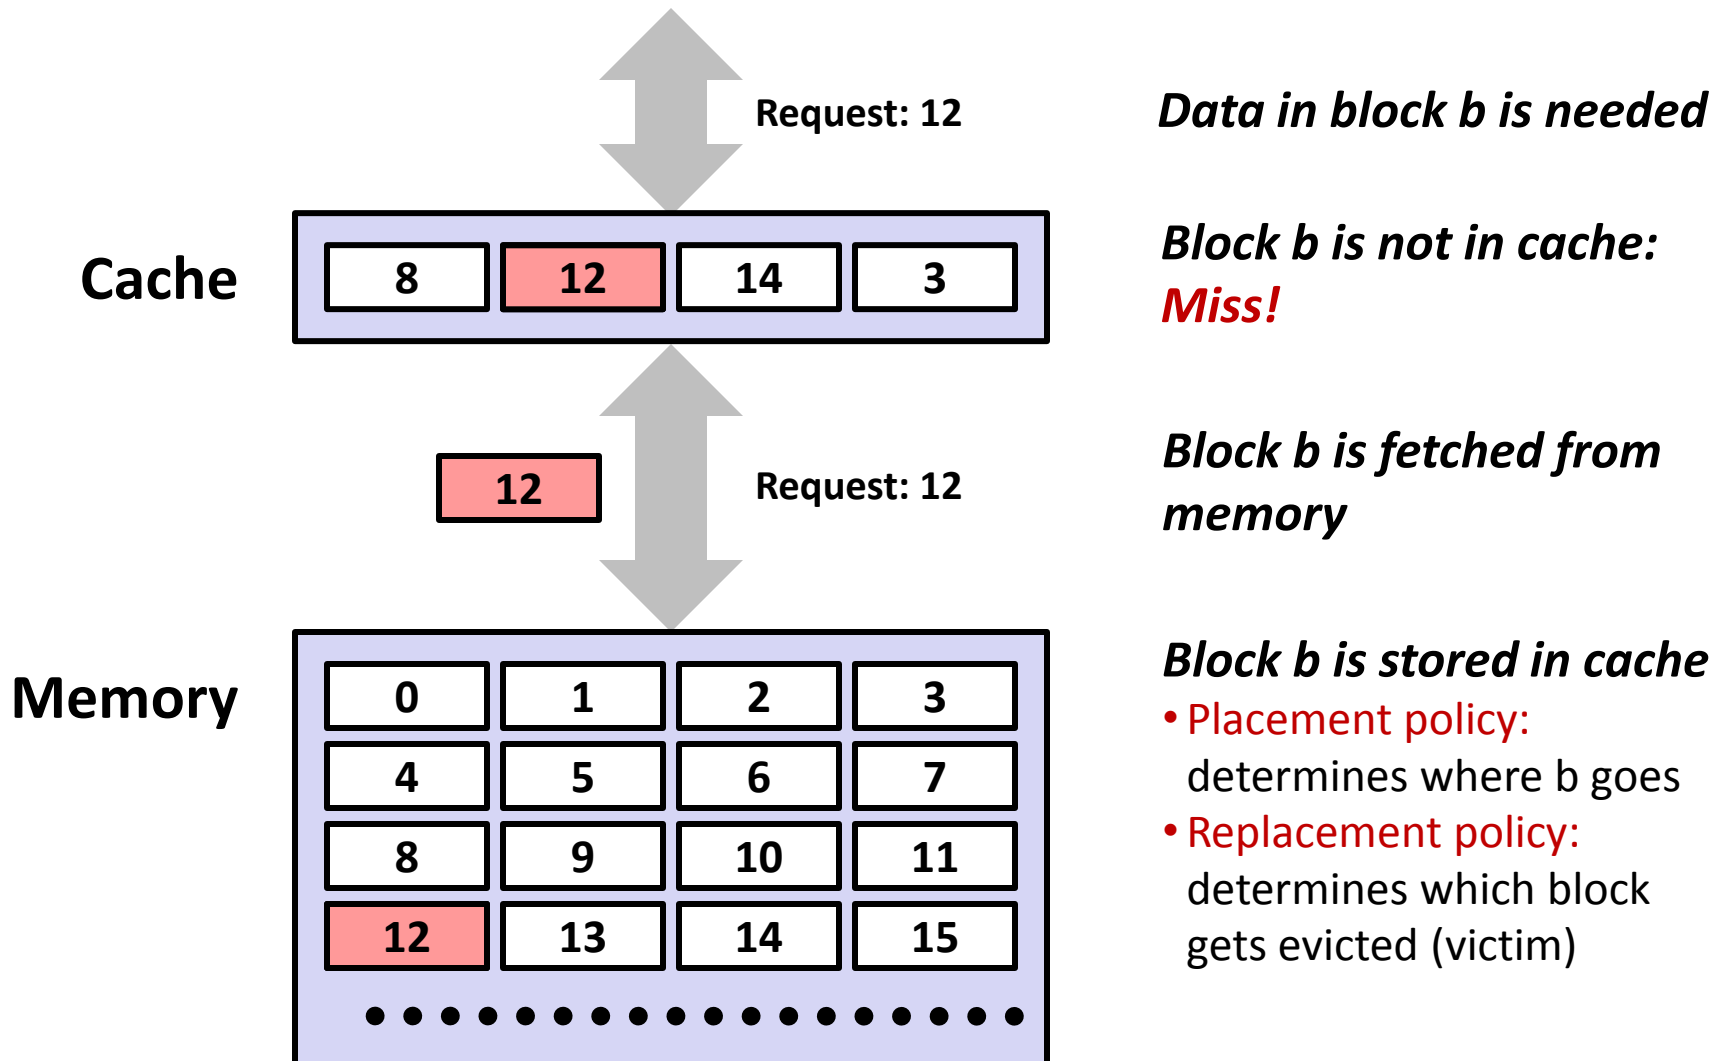 Request: 12
Data in block b is needed
Cache
8 12 14 3
Block b is not in cache:
Miss!
12
Request: 12
Block b is fetched from
memory
Memory
0 1 2 3
4 5 6 7
8 9 10 11
12 13 14 15
Block b is stored in cache
• Placement policy:
determines where b goes
• Replacement policy:
determines which block
gets evicted (victim)